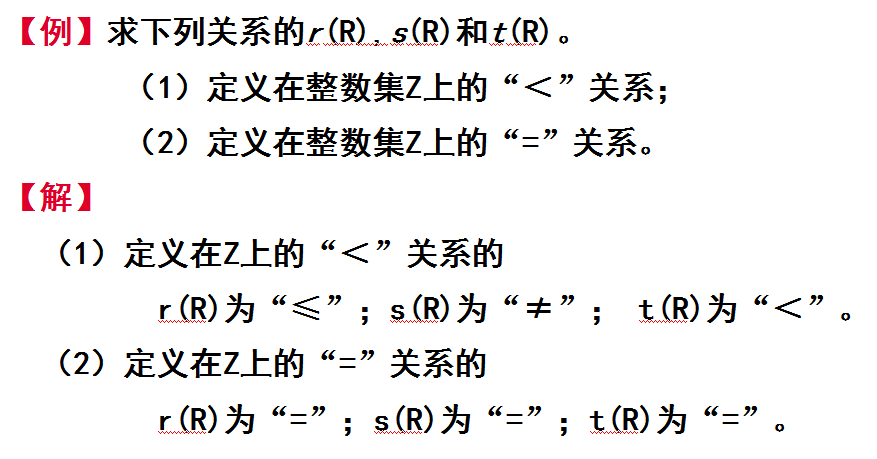 【例】求下列关系的r(R),s(R)和t(R)。
（1）定义在整数集Z上的“＜”关系；
（2）定义在整数集Z上的“=”关系。
【解】
（1）定义在Z上的“＜”关系的
r(R)为“≤”；s(R)为“≠”； t(R)为“＜”。
（2）定义在Z上的“=”关系的
r(R)为“=”；s(R)为“=”；t(R)为“=”。